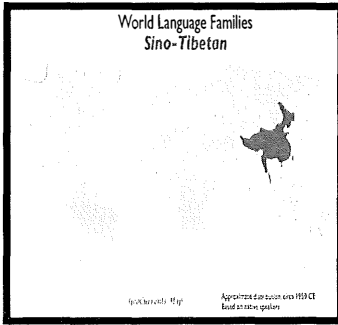 World Language Families
Sino-Tibetan
Approximate distribution, circa 1950 CE
Based on native speakers